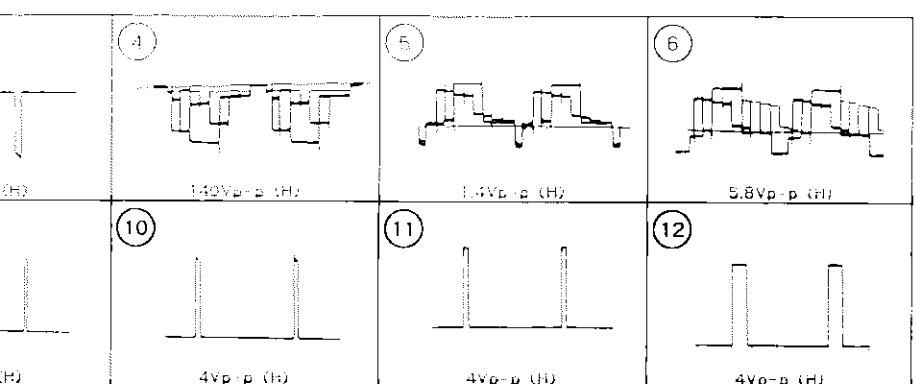 4
5
6
(H)
140Vp-p (H)
1.4Vp-p (H)
5.8Vp-p (H)
10
11
12
(H)
4Vp-p (H)
4Vp-p (H)
4Vp-p (H)